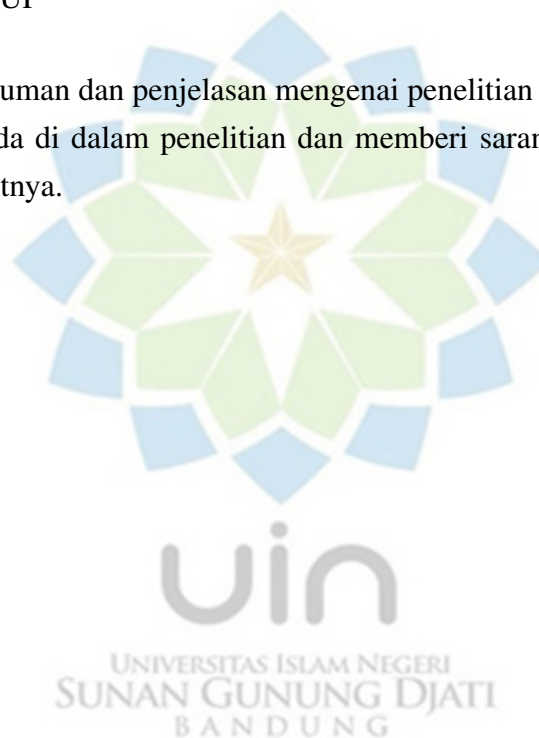 uman dan penjelasan mengenai penelitian
da di dalam penelitian dan memberi saran
tnya.
uin
UNIVERSITAS ISLAM NEGERI
SUNAN GUNUNG DJATI
BANDUNG